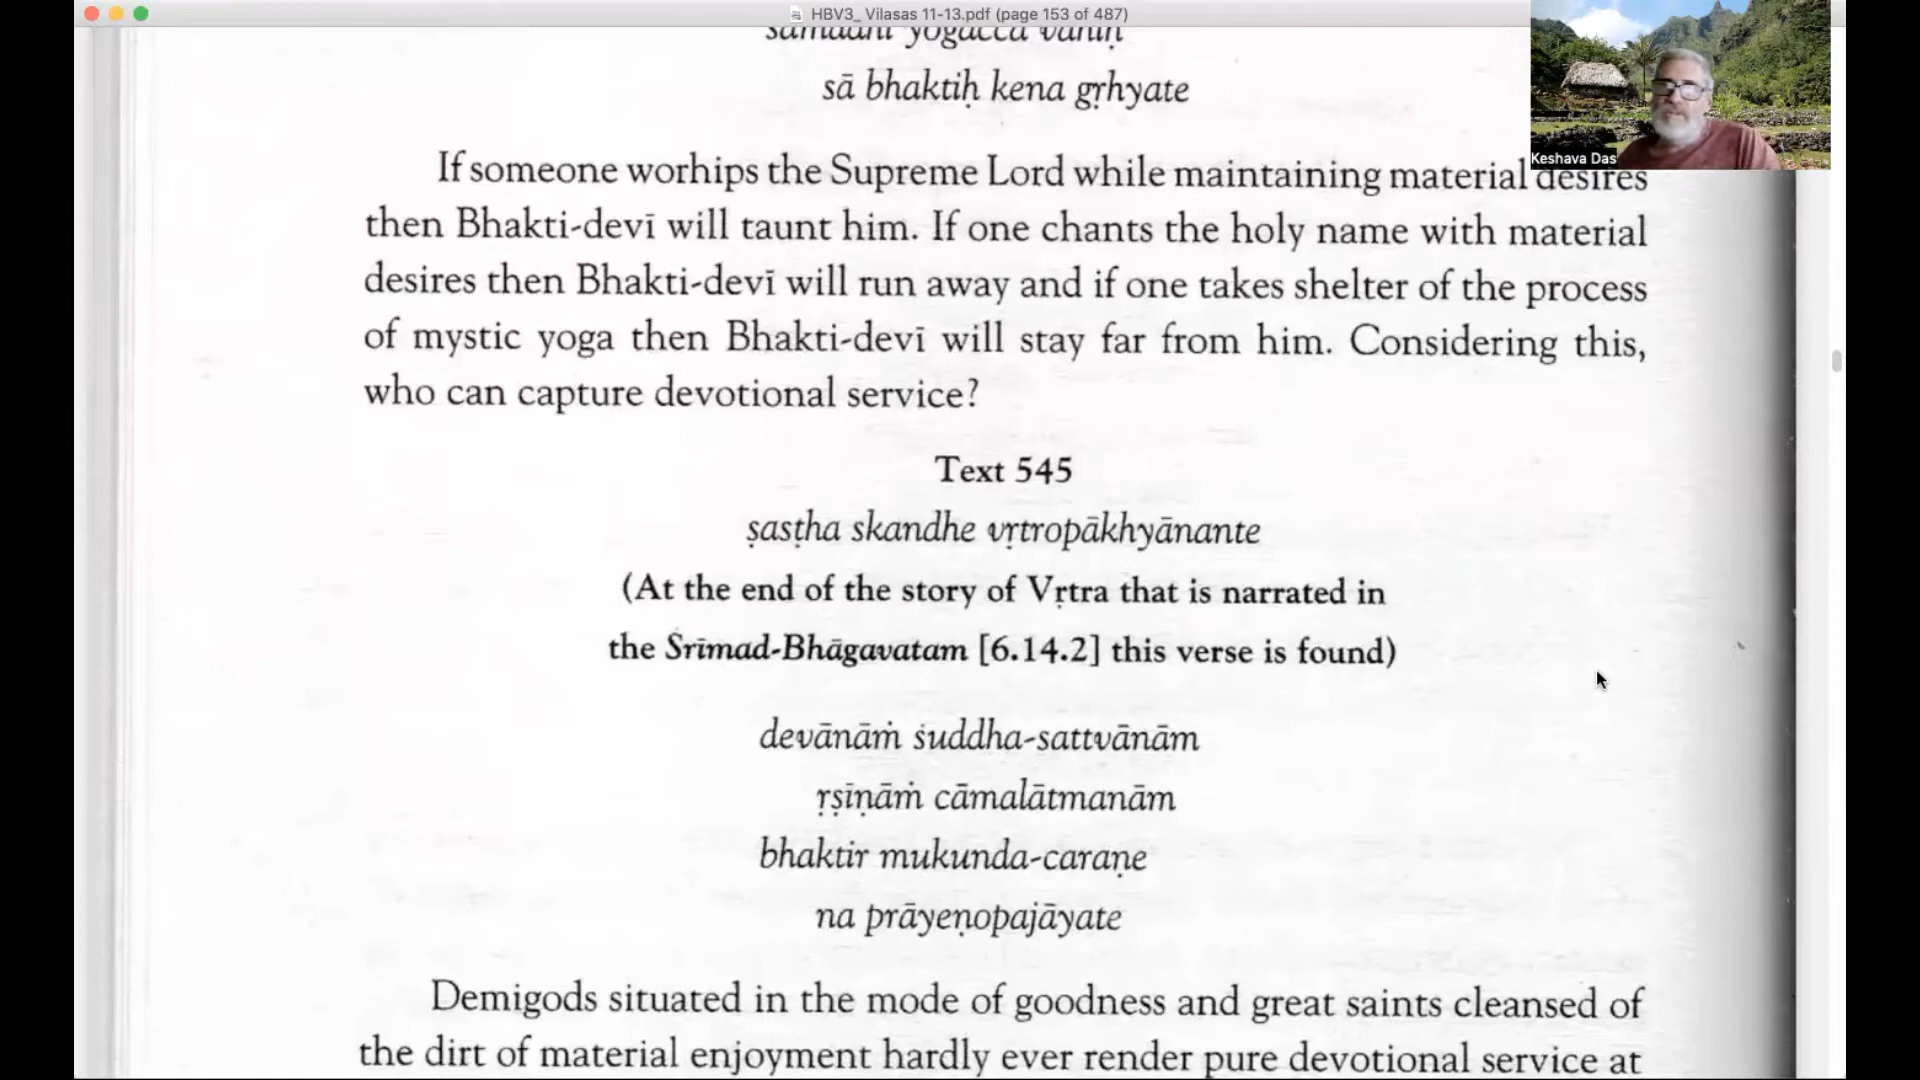 HBV3_ Vilasas 11-13.pdf (page 153 of 487)
samādhi yogācca
sā bhaktiḥ kena gṛhyate
Keshava Das
If someone worhips the Supreme Lord while maintaining material desires
then Bhakti-devī will taunt him. If one chants the holy name with material
desires then Bhakti-devī will run away and if one takes shelter of the process
of mystic yoga then Bhakti-devī will stay far from him. Considering this,
who can capture devotional service?
Text 545
ṣasṭha skandhe vṛtropākhyānante
(At the end of the story of Vṛtra that is narrated in
the Śrīmad-Bhāgavatam [6.14.2] this verse is found)
devānāṁ śuddha-sattvānām
ṛṣīṇāṁ cāmalātmanām
bhaktir mukunda-caraṇe
na prāyeṇopajāyate
Demigods situated in the mode of goodness and great saints cleansed of
the dirt of material enjoyment hardly ever render pure devotional service at